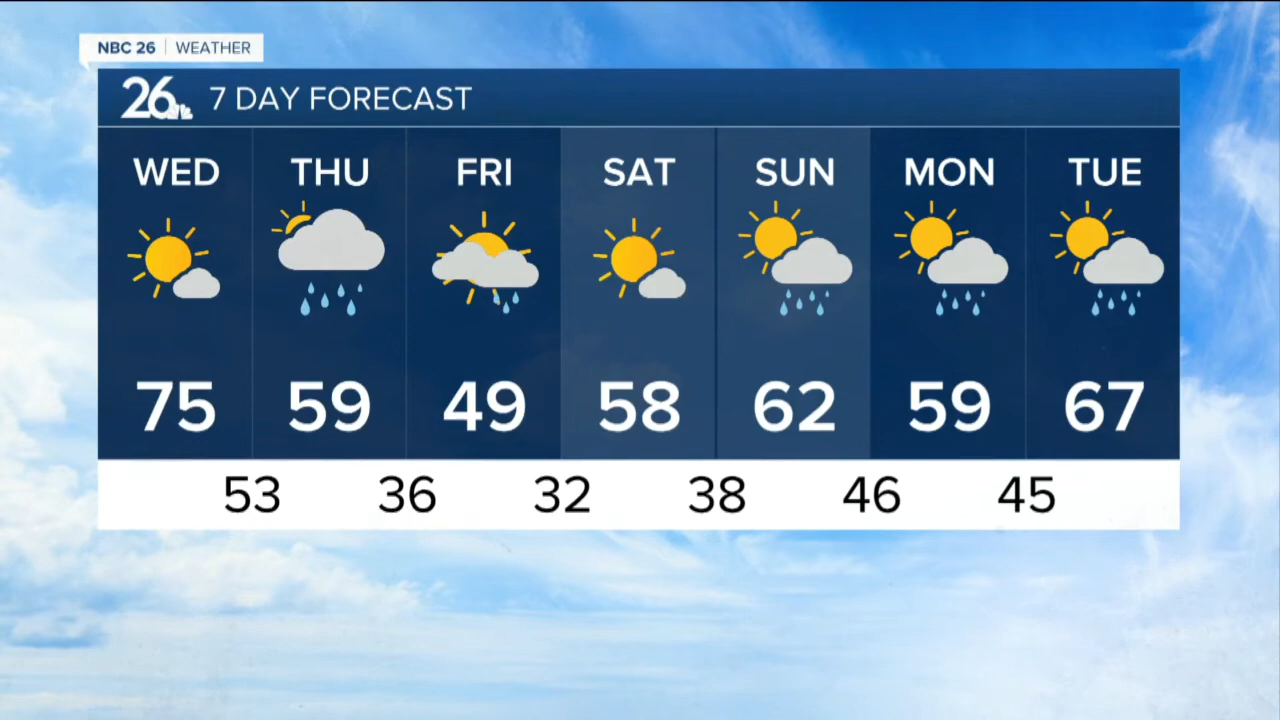 NBC 26 | WEATHER
26 7 DAY FORECAST
WED THU FRI SAT SUN MON TUE
75 59 49 58 62 59 67
53 36 32 38 46 45